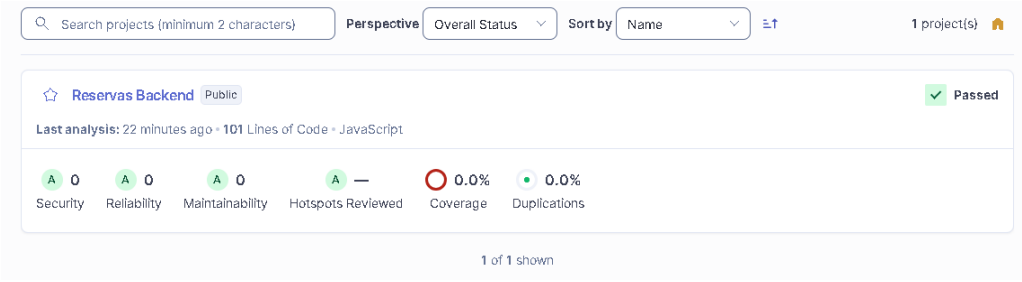 Search projects (minimum 2 characters) Perspective Overall Status Sort by Name 1 project(s)
Reservas Backend Public Passed
Last analysis: 22 minutes ago • 101 Lines of Code • JavaScript
A 0 A 0 A 0 A — 0.0% 0.0%
Security Reliability Maintainability Hotspots Reviewed Coverage Duplications
1 of 1 shown